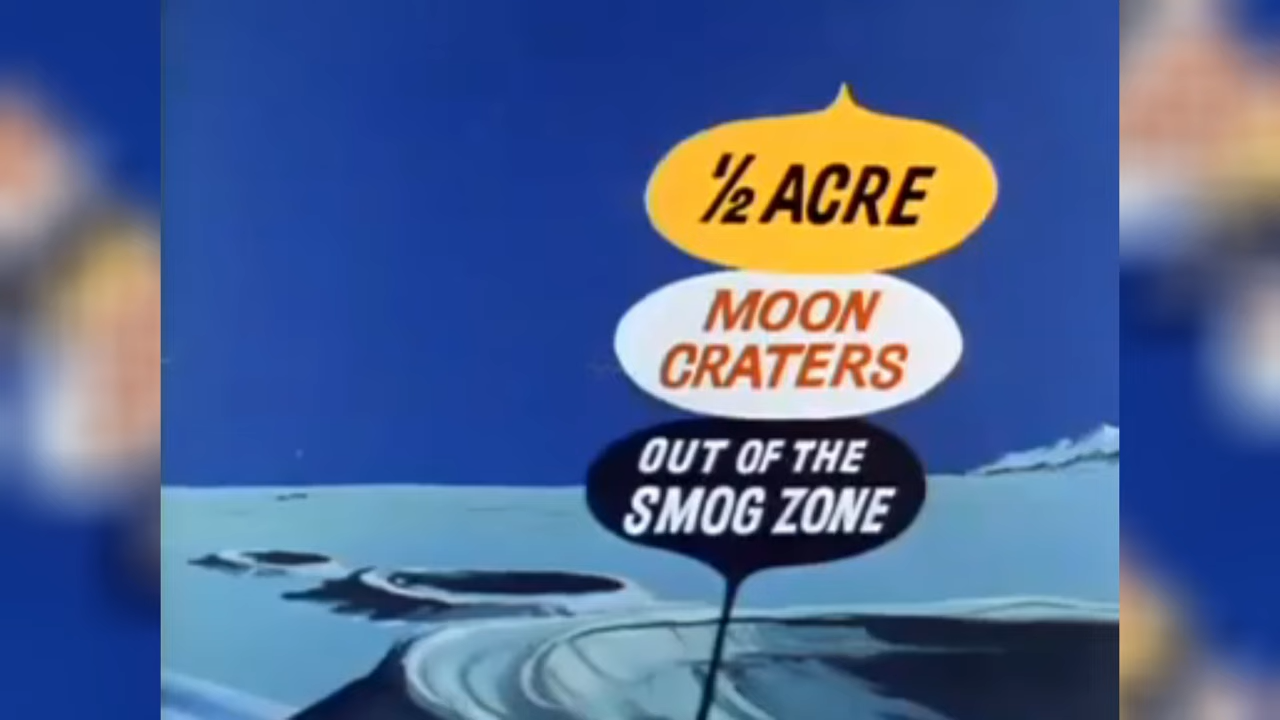 ½ ACRE
MOON
CRATERS
OUT OF THE
SMOG ZONE